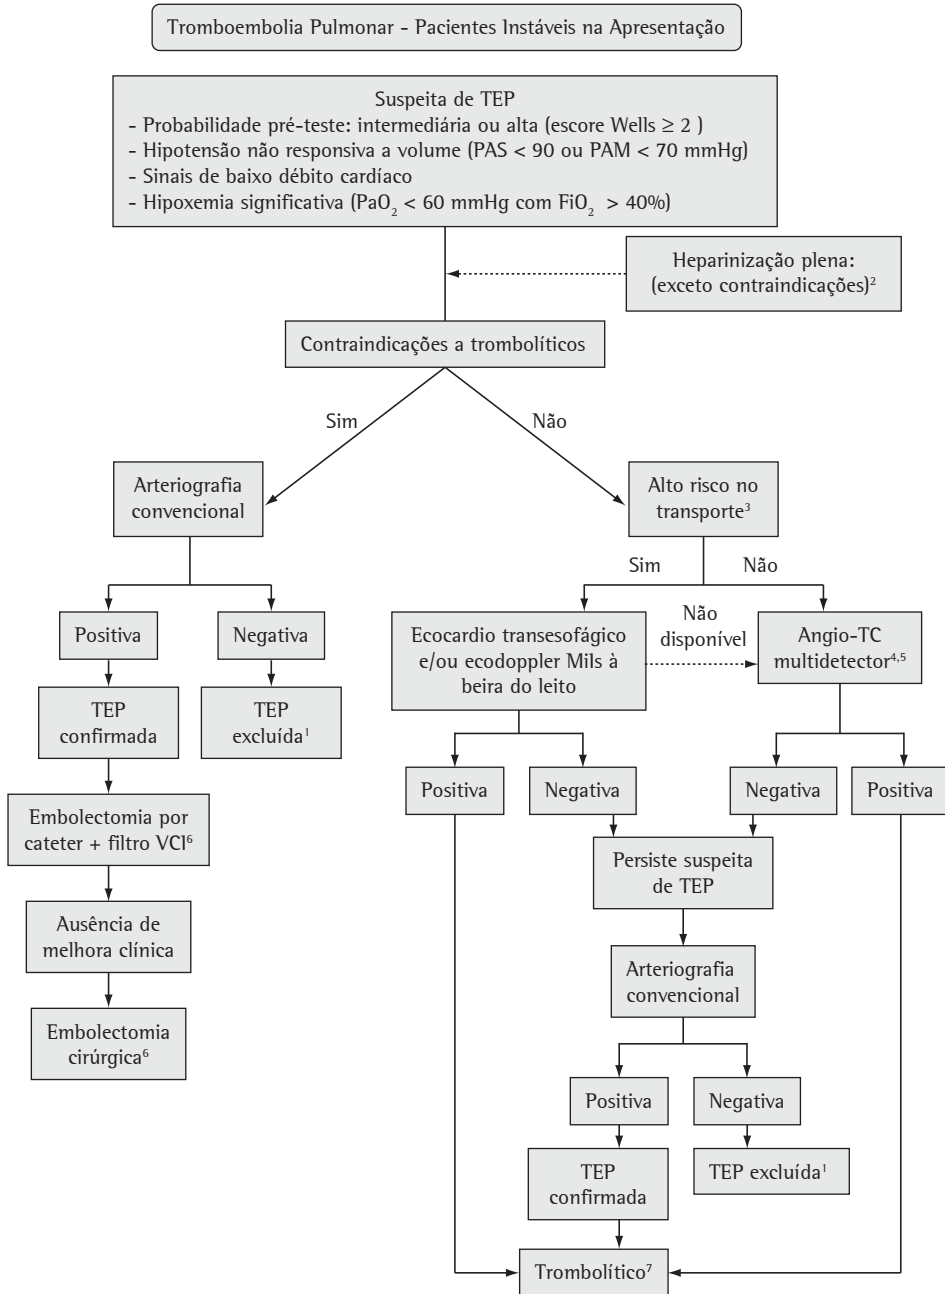 Tromboembolia Pulmonar - Pacientes Instáveis na Apresentação
Suspeita de TEP
- Probabilidade pré-teste: intermediária ou alta (escore Wells ≥ 2 )
- Hipotensão não responsiva a volume (PAS < 90 ou PAM < 70 mmHg)
- Sinais de baixo débito cardíaco
- Hipoxemia significativa (PaO₂ < 60 mmHg com FiO₂ > 40%)
Heparinização plena:
(exceto contraindicações)²
Contraindicações a trombolíticos
Sim
Não
Arteriografia
convencional
Alto risco no
transporte³
Sim
Não
Positiva
Negativa
Ecocardio transesofágico
e/ou ecodoppler MIls à
beira do leito
Não
disponível
Angio-TC
multidetector⁴,⁵
TEP
confirmada
TEP
excluída¹
Positiva
Negativa
Negativa
Positiva
Embolectomia por
cateter + filtro VCI⁶
Persiste suspeita
de TEP
Ausência de
melhora clínica
Arteriografia
convencional
Embolectomia
cirúrgica⁶
Positiva
Negativa
TEP
confirmada
TEP excluída¹
Trombolítico⁷